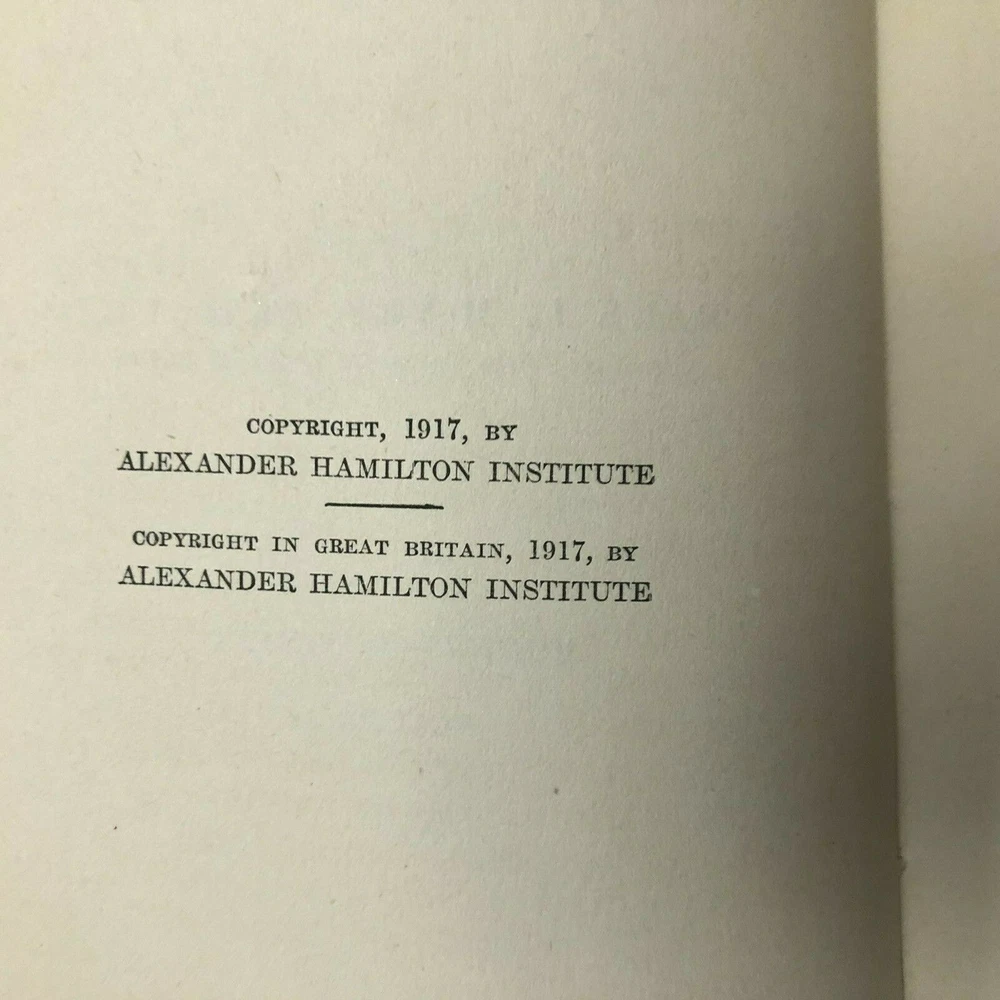 COPYRIGHT, 1917, BY
ALEXANDER HAMILTON INSTITUTE
COPYRIGHT IN GREAT BRITAIN, 1917, BY
ALEXANDER HAMILTON INSTITUTE